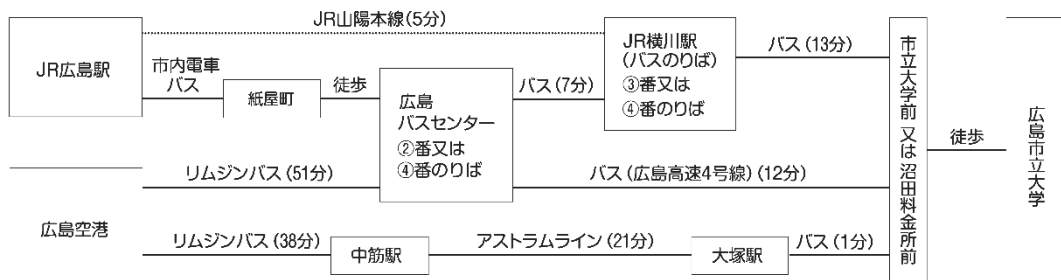 JR山陽本線(5分)
JR広島駅
市内電車
バス
紙屋町
徒歩
広島
バスセンター
②番又は
④番のりば
バス(7分)
JR横川駅
(バスのりば)
③番又は
④番のりば
バス(13分)
リムジンバス(51分)
バス(広島高速4号線)(12分)
広島空港
リムジンバス(38分)
中筋駅
アストラムライン(21分)
大塚駅
バス(1分)
市立大学前 又は 沼田料金所前
徒歩
広島市立大学